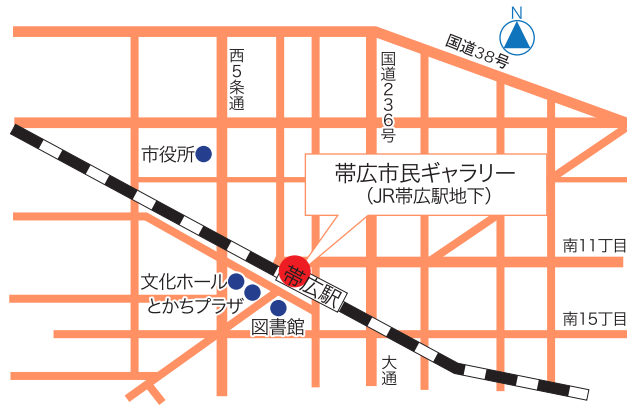 N
国道38号
西5条通
国道236号
市役所
帯広市民ギャラリー
(JR帯広駅地下)
南11丁目
帯広駅
文化ホール
とかちプラザ
図書館
南15丁目
大通